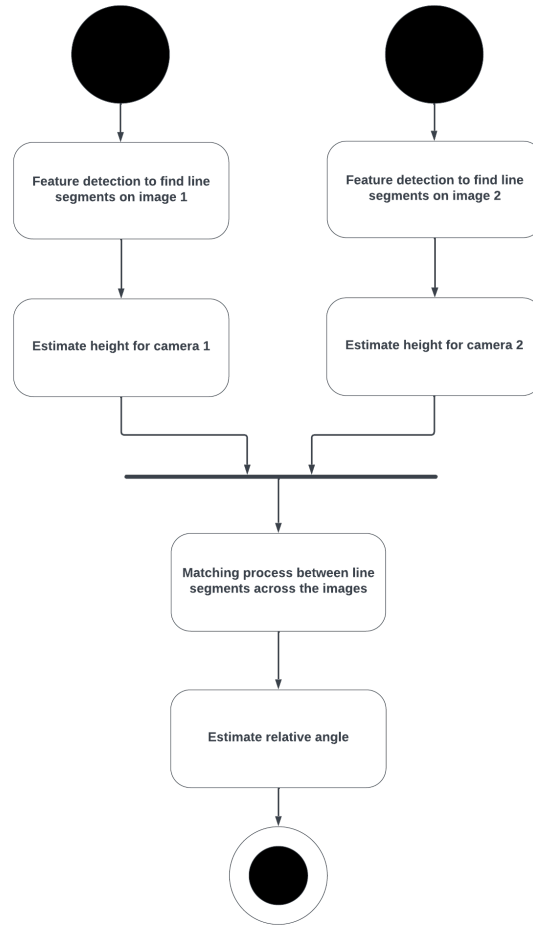 Feature detection to find line
segments on image 1
Feature detection to find line
segments on image 2
Estimate height for camera 1
Estimate height for camera 2
Matching process between line
segments across the images
Estimate relative angle